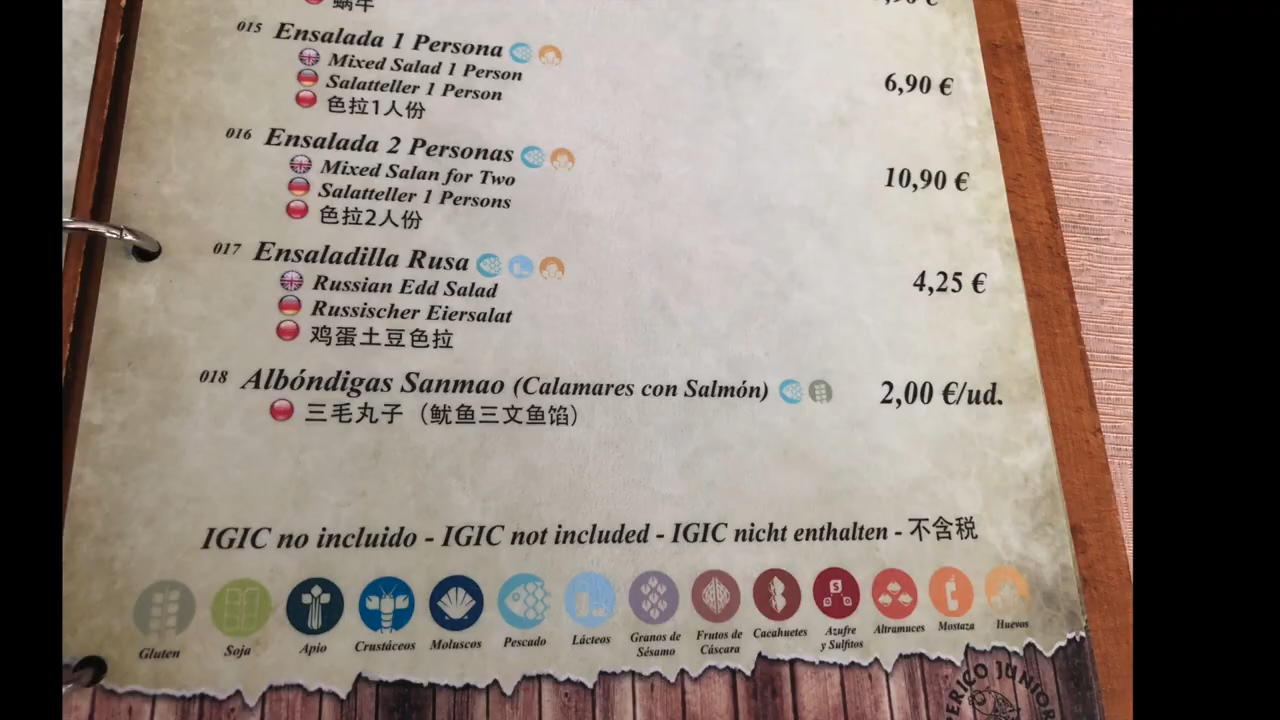 蜗牛
015 Ensalada 1 Persona
Mixed Salad 1 Person
6,90 €
Salatteller 1 Person
色拉1人份
016 Ensalada 2 Personas
Mixed Salan for Two
10,90 €
Salatteller 1 Persons
色拉2人份
017 Ensaladilla Rusa
Russian Edd Salad
4,25 €
Russischer Eiersalat
鸡蛋土豆色拉
018 Albóndigas Sanmao (Calamares con Salmón) 2,00 €/ud.
三毛丸子（鱿鱼三文鱼馅）
IGIC no incluido - IGIC not included - IGIC nicht enthalten - 不含税
Gluten Soja Apio Crustáceos Moluscos Pescado Lácteos Granos de Sésamo Frutos de Cáscara Cacahuetes Azufre y Sulfitos Altramuces Mostaza Huevos
PERICO JUNIOR